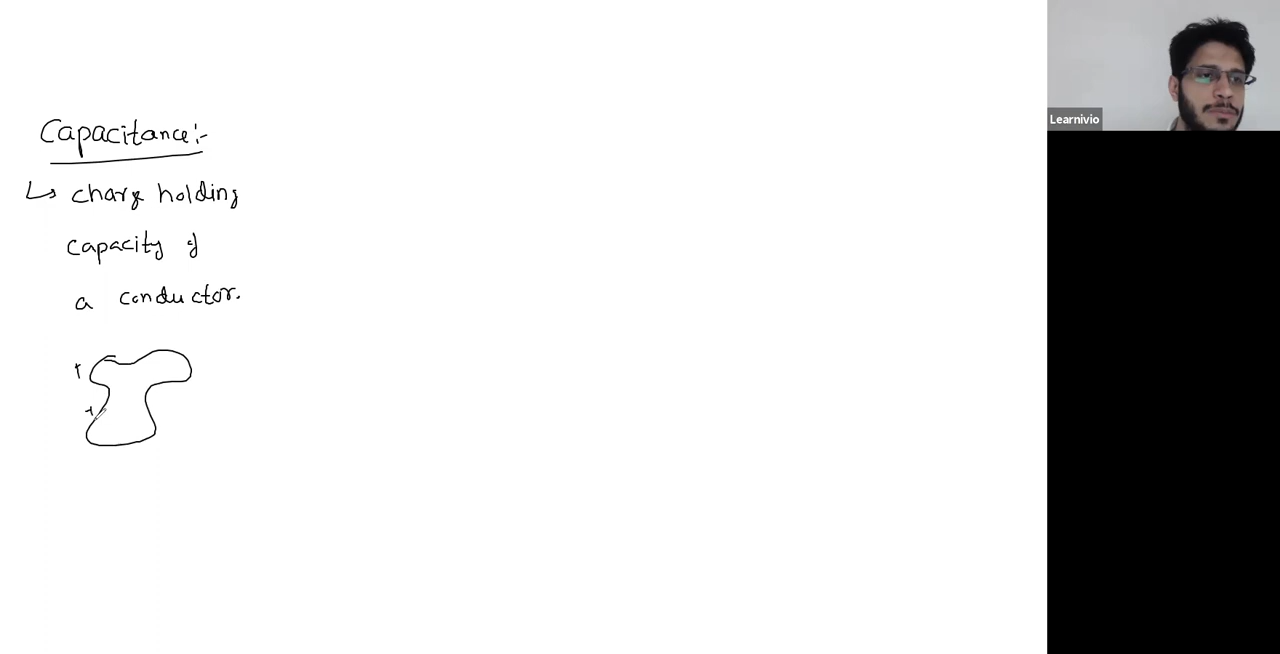 Capacitance:-
↳ charge holding
capacity of
a conductor.
+
+
Learnivio